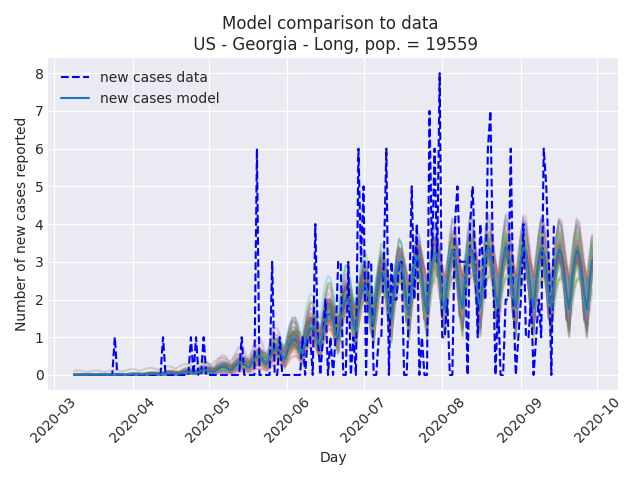 Model comparison to data
US - Georgia - Long, pop. = 19559
new cases data
new cases model
Number of new cases reported
8
7
6
5
4
3
2
1
0
2020-03
2020-04
2020-05
2020-06
2020-07
2020-08
2020-09
2020-10
Day